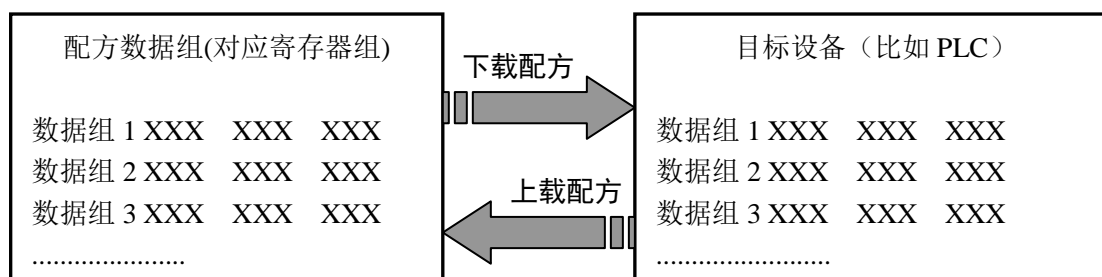 配方数据组(对应寄存器组)
数据组 1 XXX XXX XXX
数据组 2 XXX XXX XXX
数据组 3 XXX XXX XXX
......................
下载配方
上载配方
目标设备（比如 PLC）
数据组 1 XXX XXX XXX
数据组 2 XXX XXX XXX
数据组 3 XXX XXX XXX
.........................